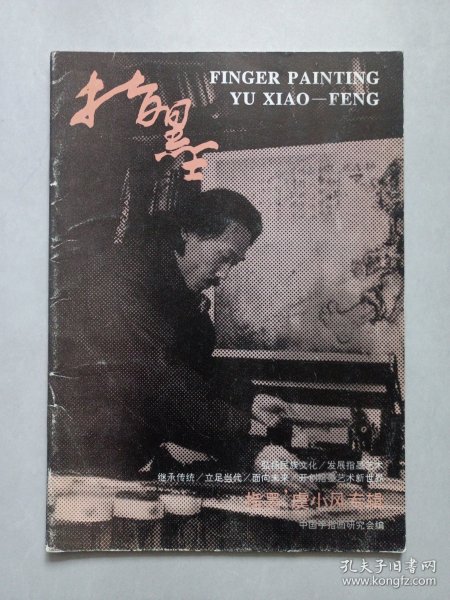 指墨
FINGER PAINTING
YU XIAO—FENG
弘扬民族文化/发展指墨艺术
继承传统/立足当代/面向未来/开创指墨艺术新世界
指墨·虞小风专辑
中国手指画研究会编
孔夫子旧书网
www.kongfz.com